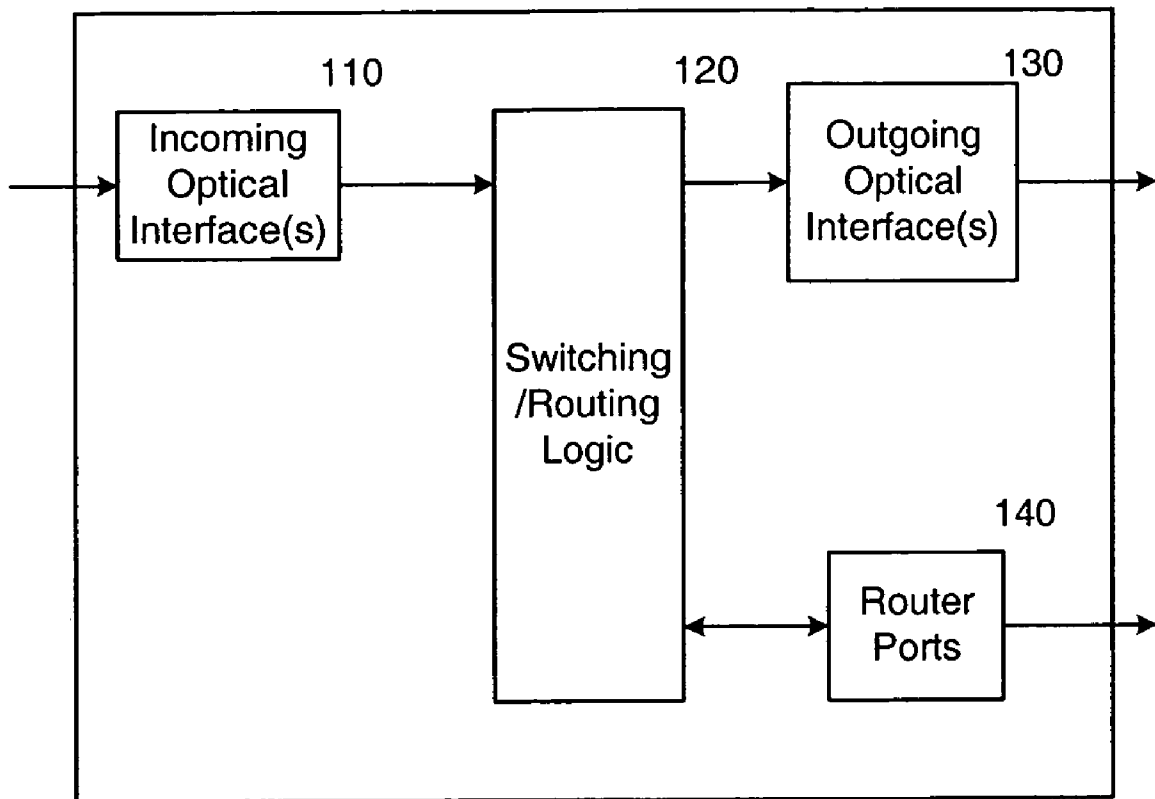 110
120
130
Incoming
Optical
Interface(s)
Outgoing
Optical
Interface(s)
Switching
/Routing
Logic
140
Router
Ports